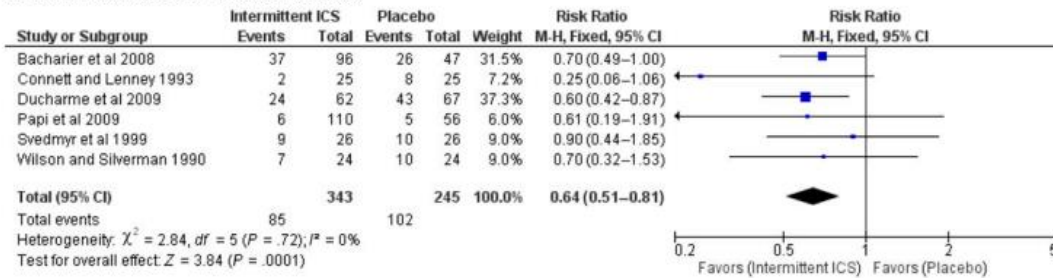 Intermittent ICS Placebo Risk Ratio Risk Ratio
Study or Subgroup Events Total Events Total Weight M-H, Fixed, 95% CI M-H, Fixed, 95% CI
Bacharier et al 2008 37 96 26 47 31.5% 0.70 (0.49–1.00)
Connett and Lenney 1993 2 25 8 25 7.2% 0.25 (0.06–1.06)
Ducharme et al 2009 24 62 43 67 37.3% 0.60 (0.42–0.87)
Papi et al 2009 6 110 5 56 6.0% 0.61 (0.19–1.91)
Svedmyr et al 1999 9 26 10 26 9.0% 0.90 (0.44–1.85)
Wilson and Silverman 1990 7 24 10 24 9.0% 0.70 (0.32–1.53)
Total (95% CI) 343 245 100.0% 0.64 (0.51–0.81)
Total events 85 102
Heterogeneity: χ² = 2.84, df = 5 (P = .72); I² = 0%
Test for overall effect: Z = 3.84 (P = .0001)
0.2 0.5 1 2 5
Favors (Intermittent ICS) Favors (Placebo)